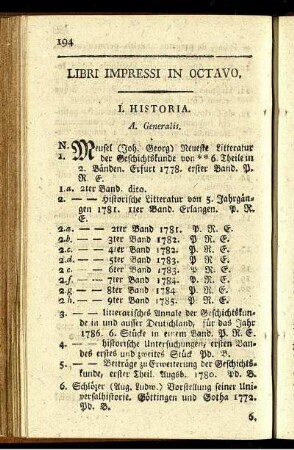 194
LIBRI IMPRESSI IN OCTAVO.
I. HISTORIA.
A. Generalis.
N. Meusel (Joh. Georg) Neueste Litteratur
1. der Geschichtskunde von ** 6. Theile in
2. Bänden. Erfurt 1778. erster Band. P.
R. E.
1.a. 2ter Band. dito.
2. — — Historische Litteratur von 5. Jahrgän-
gen 1781. 1ter Band. Erlangen. P. R.
E.
2.a — — 2ter Band 1781. P. R. E.
2.b. — — 3ter Band 1782. P. R. E.
2.c. — — 4ter Band 1782. P. R. E.
2.d. — — 5ter Band 1783. P. R. E.
2.e. — — 6ter Band 1783. P. R. E.
2.f. — — 7ter Band 1784. P. R. E.
2.g. — — 8ter Band 1784 P. R. E.
2.h. — — 9ter Band 1785. P. R. E.
3. — — litterarisches Annale der Geschichtskun-
de in und ausser Deutschland, für das Jahr
1786. 6. Stücke in einem Band. P. R. E.
4. — — historische Untersuchungen, ersten Ban-
des erstes und zweites Stück Pd. B.
5. — — Beiträge zu Erweiterung der Geschichts-
kunde, erster Theil. Augsb. 1780. Pd. B.
6. Schlözer (Aug. Ludw.) Vorstellung seiner Uni-
versalhistorie. Göttingen und Gotha 1772.
Pd. B.
6.